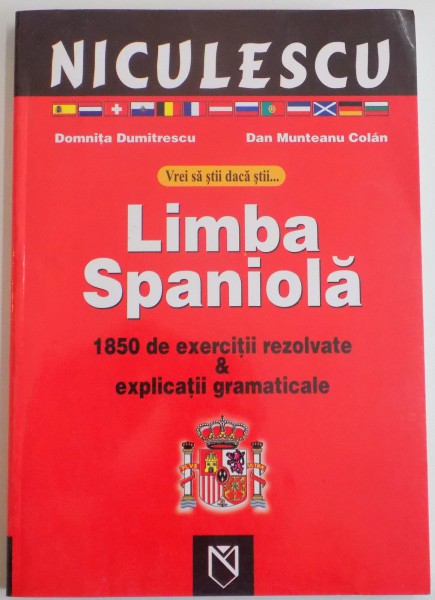 NICULESCU
Domnița Dumitrescu Dan Munteanu Colán
Vrei să știi dacă știi...
Limba
Spaniolă
1850 de exerciții rezolvate
&
explicații gramaticale